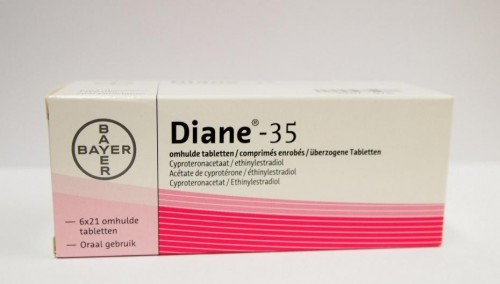 BAYER
BAYER
Diane®-35
omhulde tabletten / comprimés enrobés / überzogene Tabletten
Cyproteronacetaat / ethinylestradiol
Acétate de cyprotérone / éthinylestradiol
Cyproteronacetat / Ethinylestradiol
— 6x21 omhulde
tabletten
— Oraal gebruik